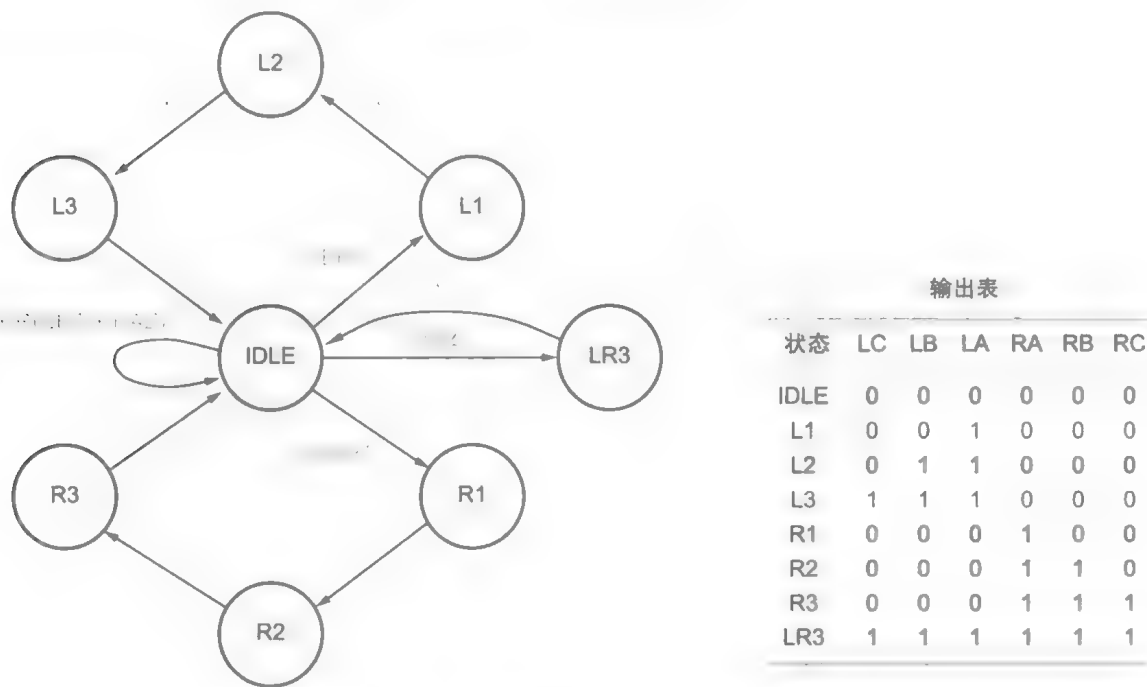 L2
L3
L1
IDLE
LR3
R3
R1
R2
输出表
状态 LC LB LA RA RB RC
IDLE 0 0 0 0 0 0
L1 0 0 1 0 0 0
L2 0 1 1 0 0 0
L3 1 1 1 0 0 0
R1 0 0 0 1 0 0
R2 0 0 0 1 1 0
R3 0 0 0 1 1 1
LR3 1 1 1 1 1 1